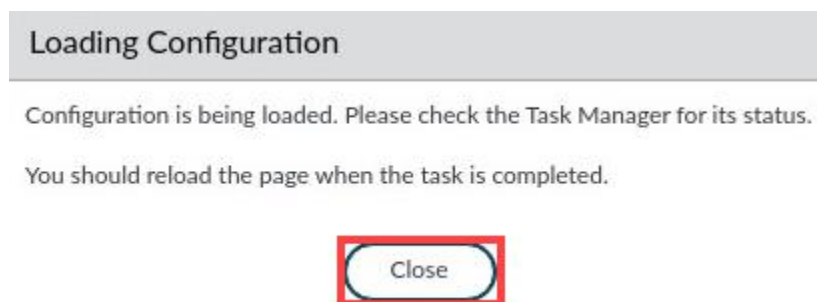 Loading Configuration
Configuration is being loaded. Please check the Task Manager for its status.
You should reload the page when the task is completed.
Close